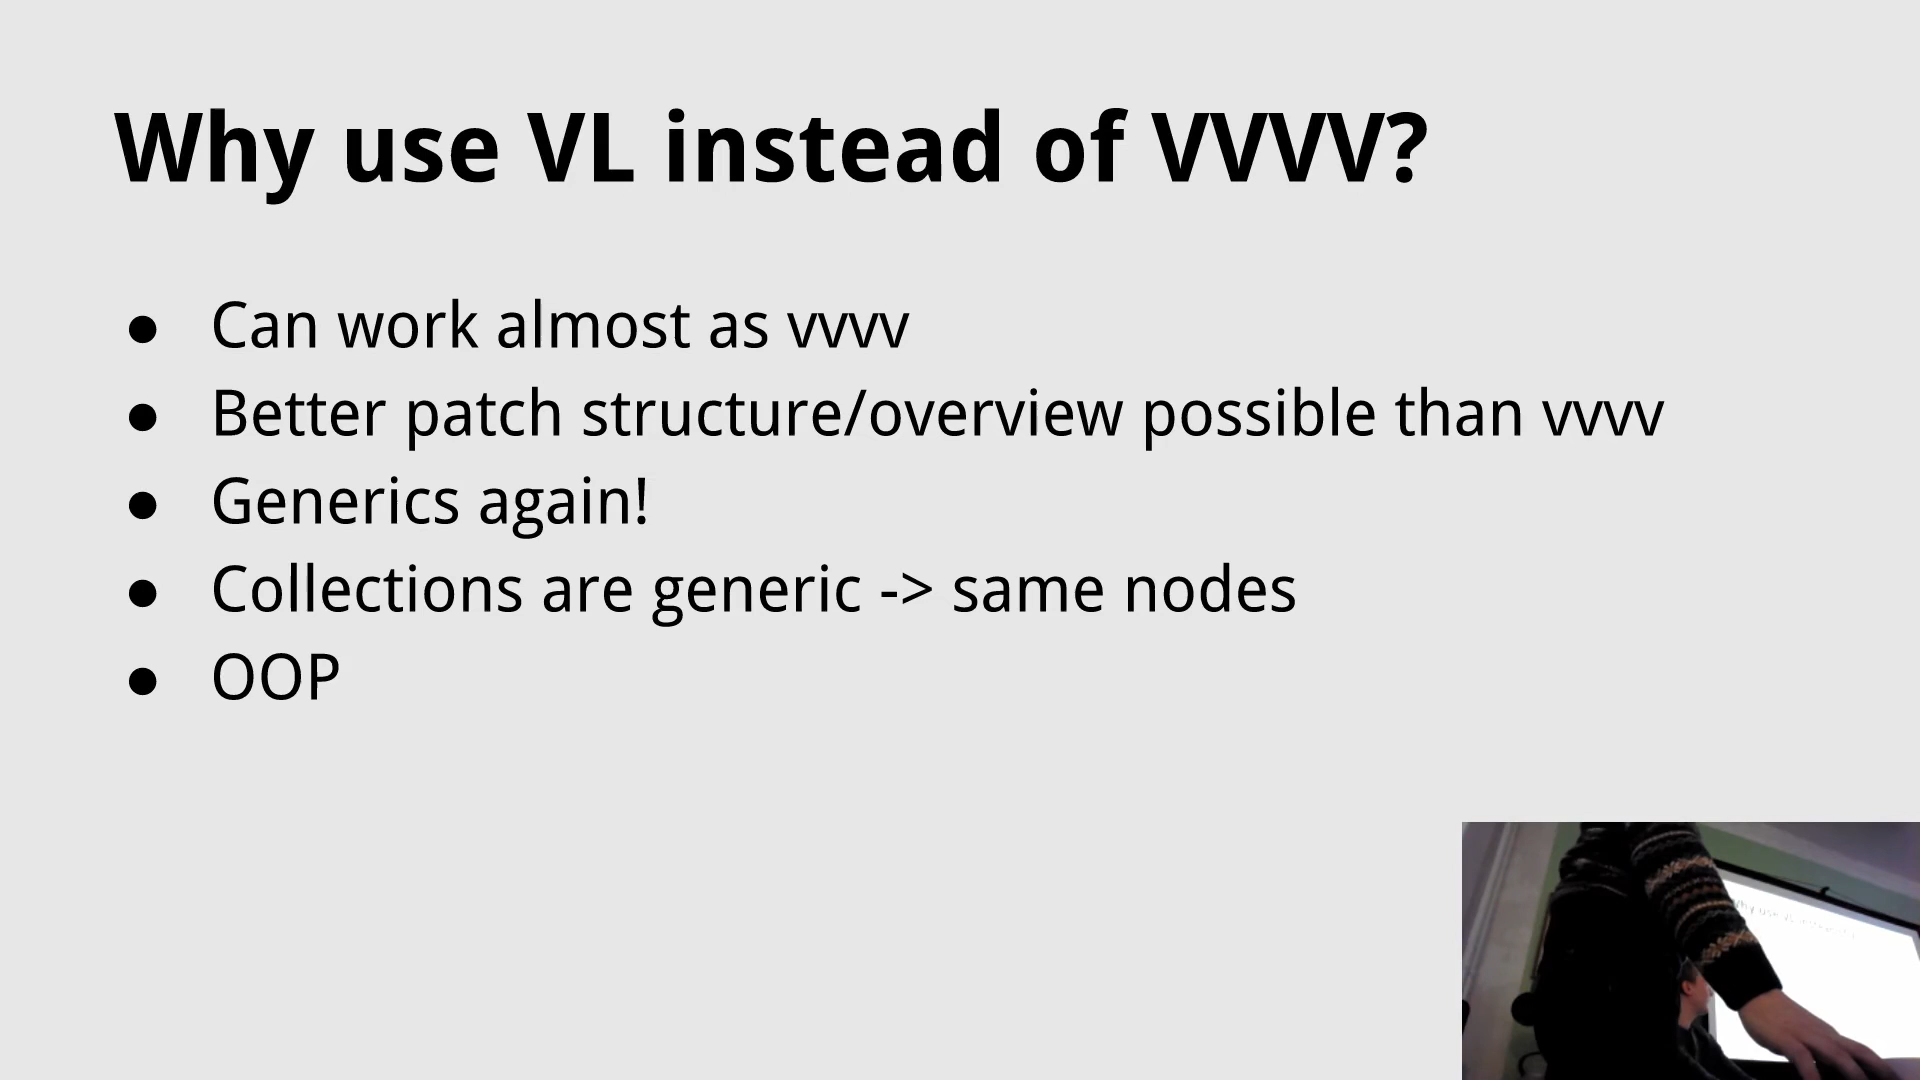 Why use VL instead of VVVV?
● Can work almost as vvvv
● Better patch structure/overview possible than vvvv
● Generics again!
● Collections are generic -> same nodes
● OOP